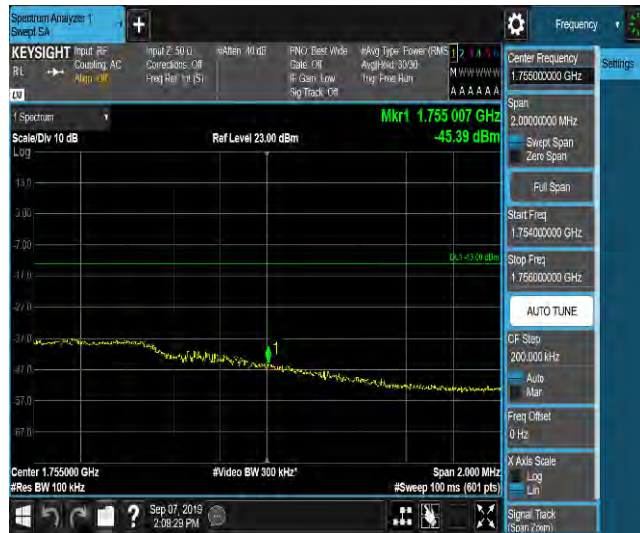 Spectrum Analyzer 1
Swept SA
+
Frequency
KEYSIGHT
Input: RF
Coupling: AC
Align: Off
Input Z: 50 Ω
Corrections: Off
Freq Ref: Int (S)
#Atten: 40 dB
PNO: Best Wide
Gate: Off
IF Gain: Low
Sig Track: Off
#Avg Type: Power (RMS
Avg|Hold: 30/30
Trig: Free Run
1 2 3 4 5 6
M W W W W W
A A A A A A
RL
LXI
1 Spectrum
Scale/Div 10 dB
Log
Ref Level 23.00 dBm
Mkr1 1.755 007 GHz
-45.39 dBm
13.0
3.00
-7.00
DL1 -13.00 dBm
-17.0
-27.0
-37.0
1
-47.0
-57.0
-67.0
Center 1.755000 GHz
#Video BW 300 kHz*
Span 2.000 MHz
#Res BW 100 kHz
#Sweep 100 ms (601 pts)
?
Sep 07, 2019
2:08:29 PM
Center Frequency
1.755000000 GHz
Settings
Span
2.00000000 MHz
Swept Span
Zero Span
Full Span
Start Freq
1.754000000 GHz
Stop Freq
1.756000000 GHz
AUTO TUNE
CF Step
200.000 kHz
Auto
Man
Freq Offset
0 Hz
X Axis Scale
Log
Lin
Signal Track
(Span Zoom)